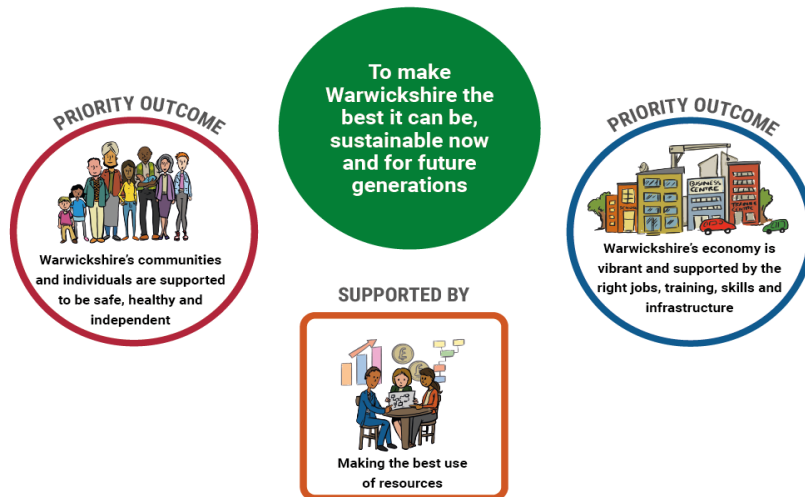 To make
Warwickshire the
best it can be,
sustainable now
and for future
generations
PRIORITY OUTCOME
Warwickshire's communities
and individuals are supported
to be safe, healthy and
independent
PRIORITY OUTCOME
BUSINESS
CENTRE
Warwickshire's economy is
vibrant and supported by the
right jobs, training, skills and
infrastructure
SUPPORTED BY
£
£
Making the best use
of resources